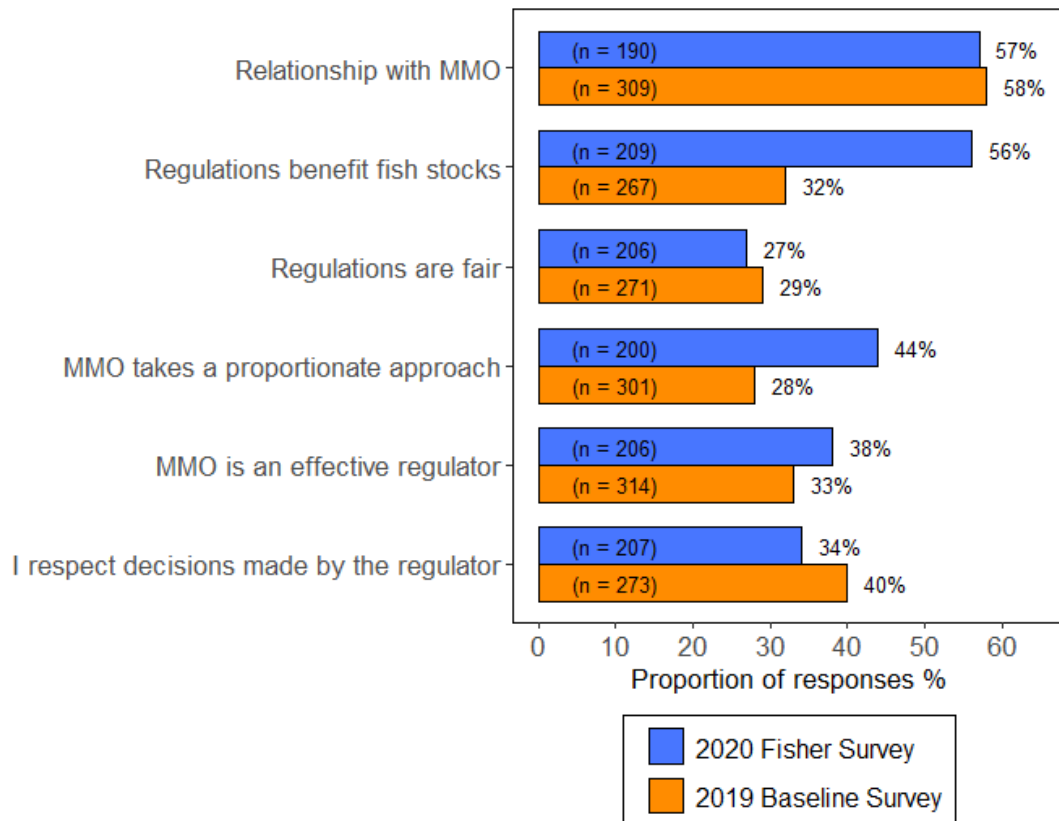 Relationship with MMO
(n = 190)
57%
(n = 309)
58%
Regulations benefit fish stocks
(n = 209)
56%
(n = 267)
32%
Regulations are fair
(n = 206)
27%
(n = 271)
29%
MMO takes a proportionate approach
(n = 200)
44%
(n = 301)
28%
MMO is an effective regulator
(n = 206)
38%
(n = 314)
33%
I respect decisions made by the regulator
(n = 207)
34%
(n = 273)
40%
0 10 20 30 40 50 60
Proportion of responses %
2020 Fisher Survey
2019 Baseline Survey